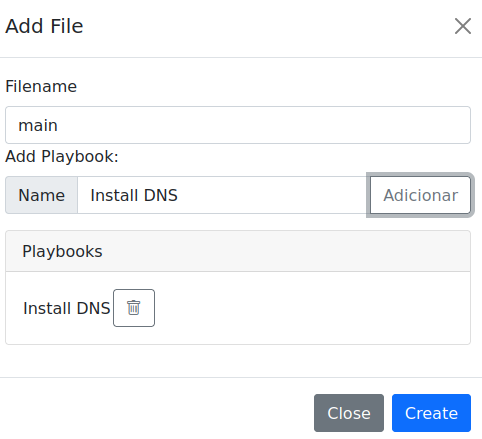 Add File
Filename
main
Add Playbook:
Name Install DNS Adicionar
Playbooks
Install DNS
Close Create